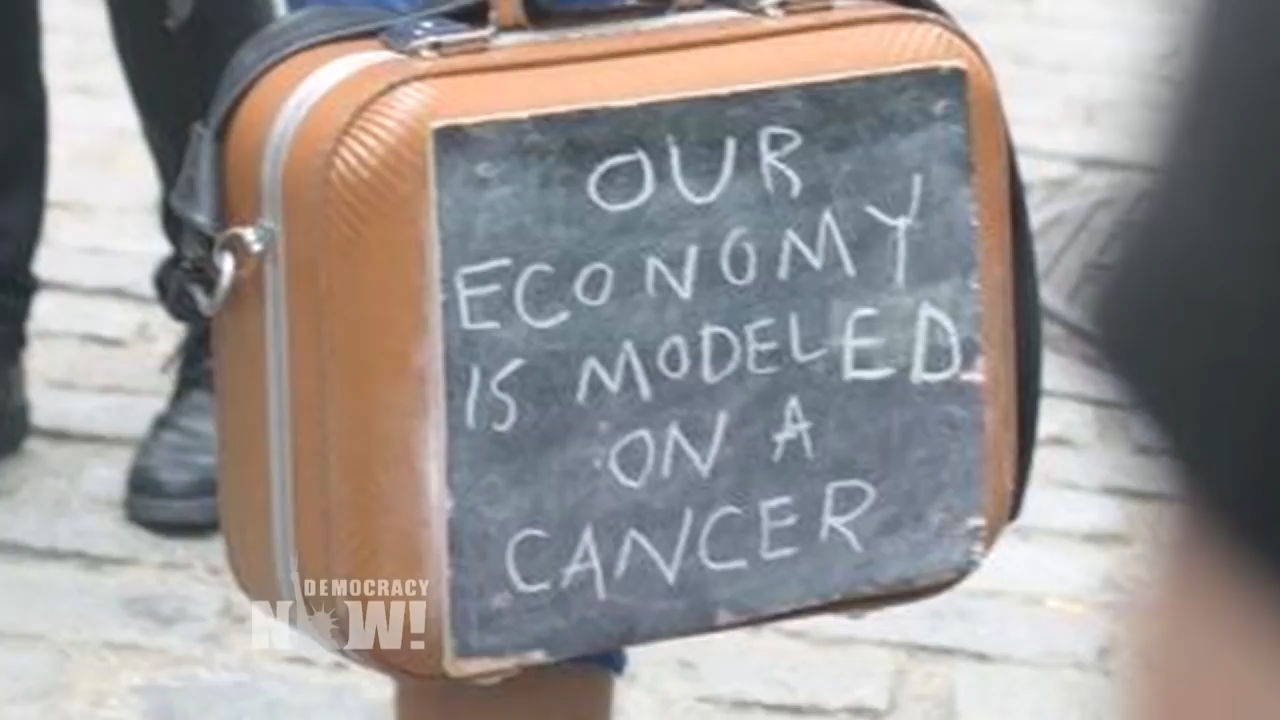 OUR
ECONOMY
IS MODELED
ON A
CANCER
DEMOCRACY
NOW!